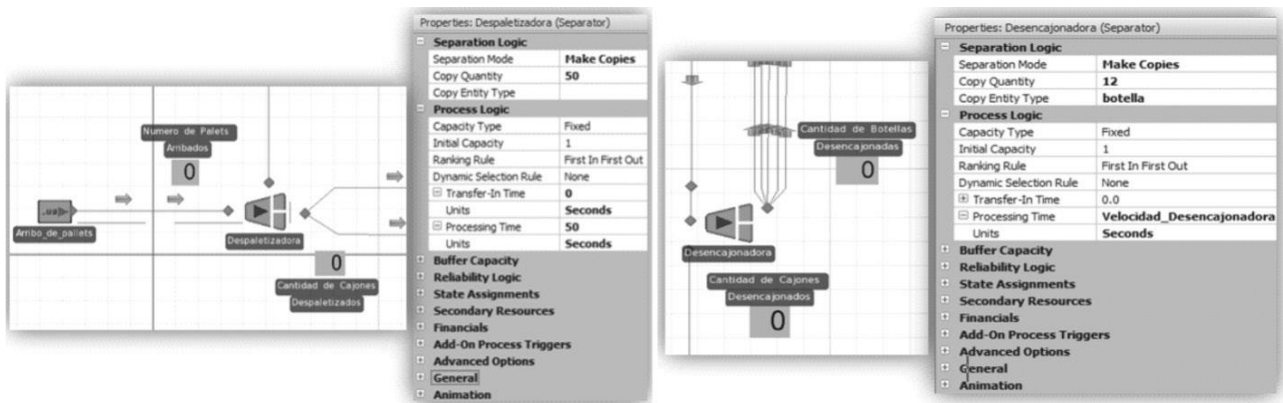 Numero de Palets
Arribados
0
Arribo_de_pallets
Despaletizadora
0
Cantidad de Cajones
Despaletizados
Properties: Despaletizadora (Separator)
Separation Logic
Separation Mode Make Copies
Copy Quantity 50
Copy Entity Type
Process Logic
Capacity Type Fixed
Initial Capacity 1
Ranking Rule First In First Out
Dynamic Selection Rule None
Transfer-In Time 0
Units Seconds
Processing Time 50
Units Seconds
Buffer Capacity
Reliability Logic
State Assignments
Secondary Resources
Financials
Add-On Process Triggers
Advanced Options
General
Animation
Cantidad de Botellas
Desencajonadas
0
Desencajonadora
Cantidad de Cajones
Desencajonados
0
Properties: Desencajonadora (Separator)
Separation Logic
Separation Mode Make Copies
Copy Quantity 12
Copy Entity Type botella
Process Logic
Capacity Type Fixed
Initial Capacity 1
Ranking Rule First In First Out
Dynamic Selection Rule None
Transfer-In Time 0.0
Processing Time Velocidad_Desencajonadora
Units Seconds
Buffer Capacity
Reliability Logic
State Assignments
Secondary Resources
Financials
Add-On Process Triggers
Advanced Options
General
Animation